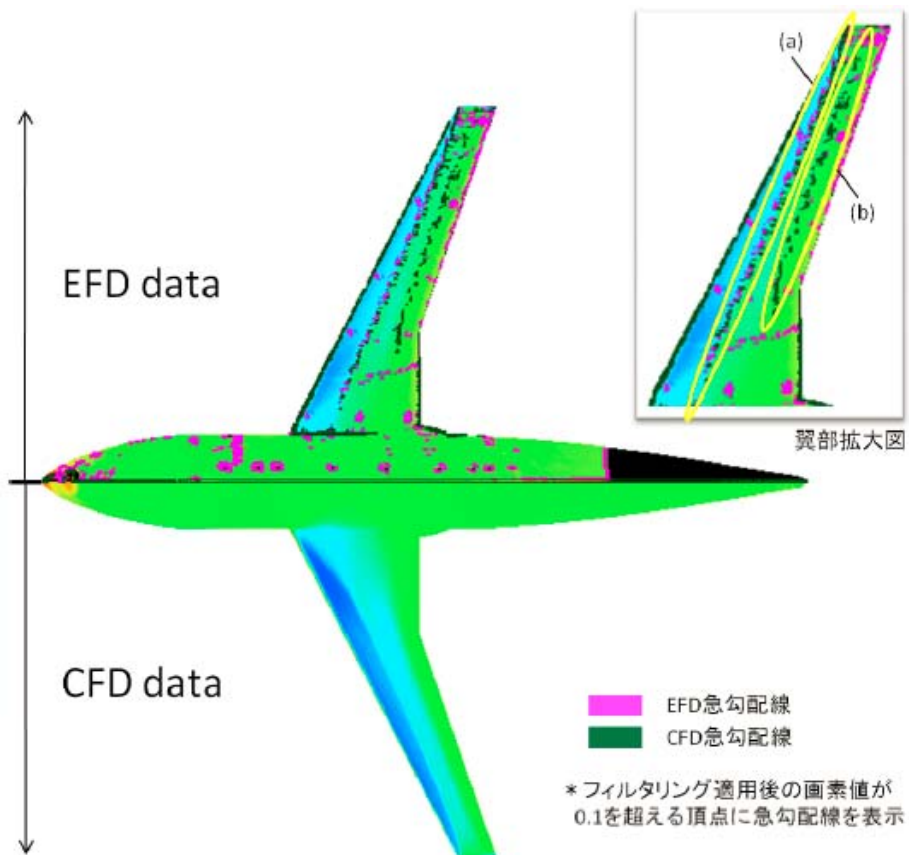 (a)
(b)
翼部拡大図
EFD data
CFD data
EFD急勾配線
CFD急勾配線
*フィルタリング適用後の画素値が
0.1を超える頂点に急勾配線を表示